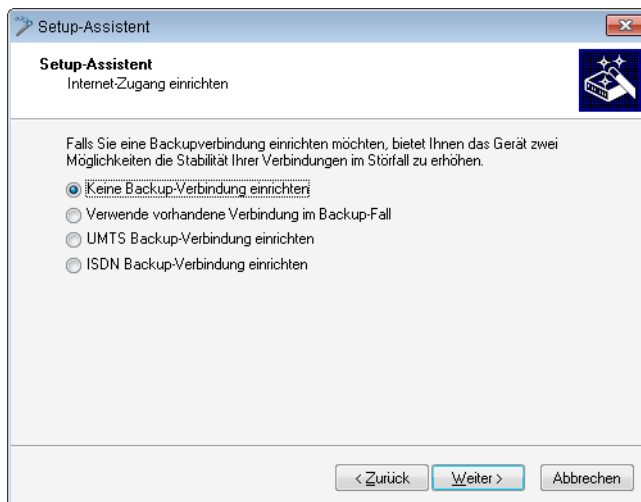 Setup-Assistent
Setup-Assistent
Internet-Zugang einrichten
Falls Sie eine Backupverbindung einrichten möchten, bietet Ihnen das Gerät zwei
Möglichkeiten die Stabilität Ihrer Verbindungen im Störfall zu erhöhen.
Keine Backup-Verbindung einrichten
Verwende vorhandene Verbindung im Backup-Fall
UMTS Backup-Verbindung einrichten
ISDN Backup-Verbindung einrichten
< Zurück Weiter > Abbrechen